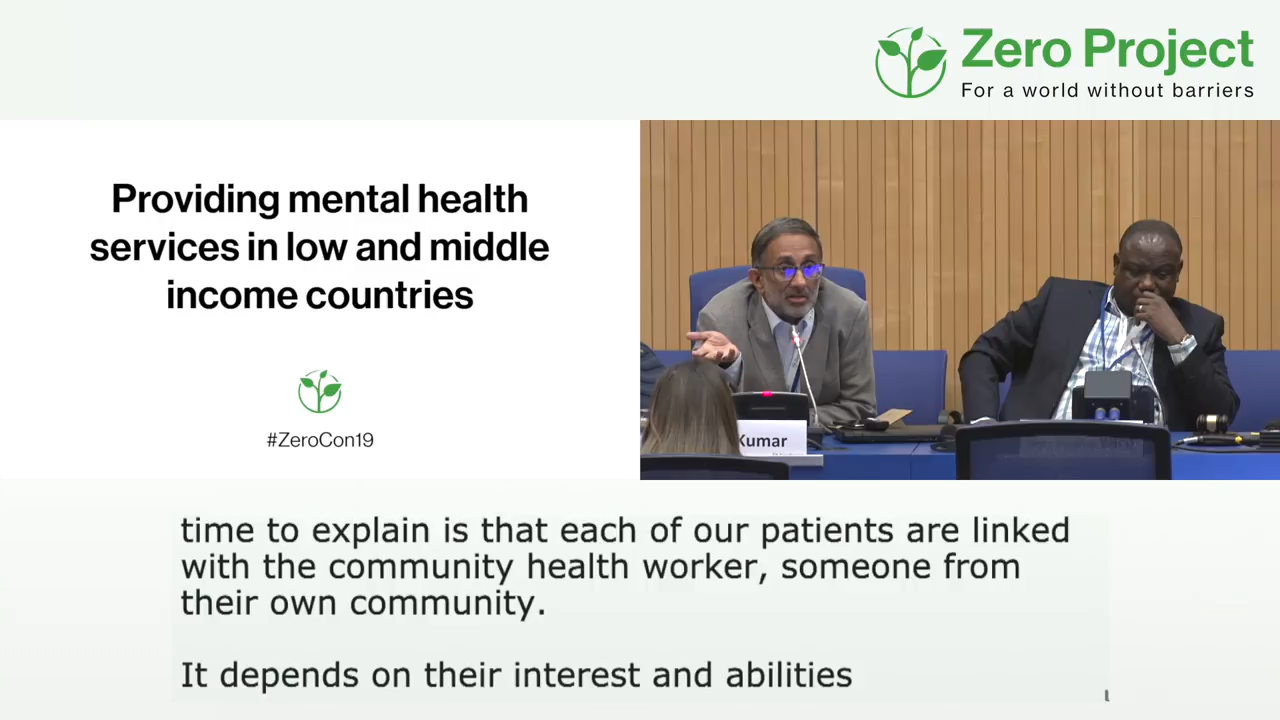 Zero Project
For a world without barriers
Providing mental health
services in low and middle
income countries
#ZeroCon19
Kumar
time to explain is that each of our patients are linked
with the community health worker, someone from
their own community.
It depends on their interest and abilities